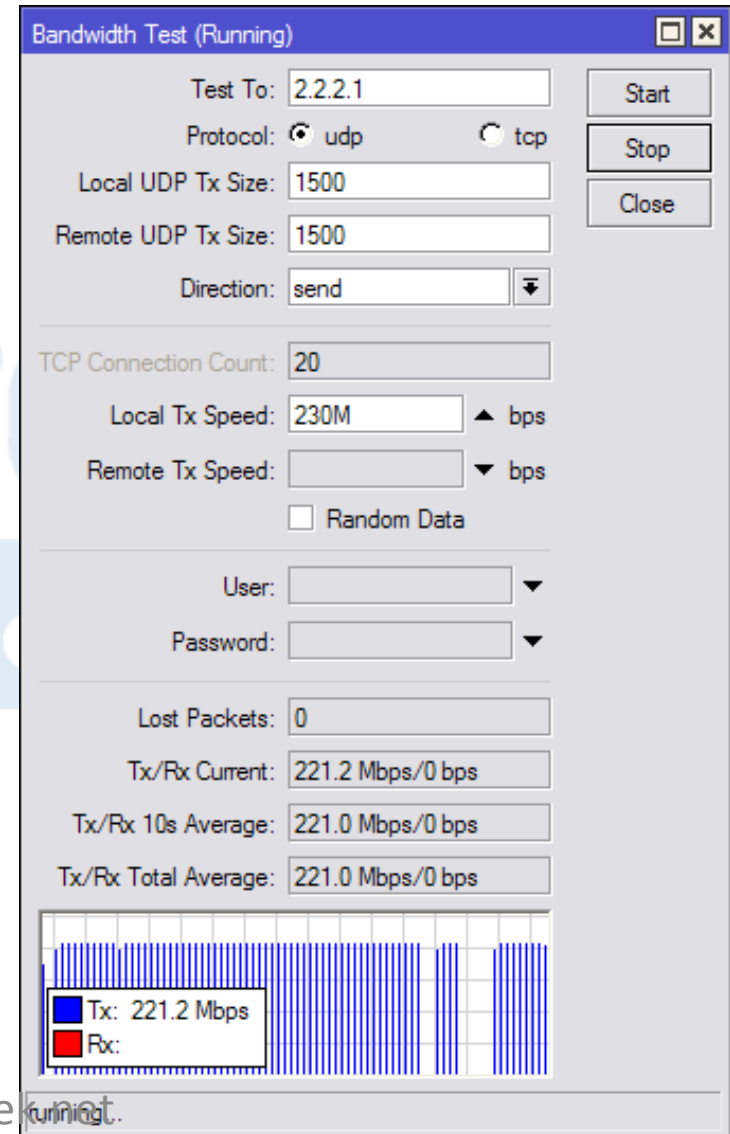 Bandwidth Test (Running)
Test To: 2.2.2.1
Start
Protocol: udp tcp
Stop
Local UDP Tx Size: 1500
Close
Remote UDP Tx Size: 1500
Direction: send
TCP Connection Count: 20
Local Tx Speed: 230M bps
Remote Tx Speed: bps
Random Data
User:
Password:
Lost Packets: 0
Tx/Rx Current: 221.2 Mbps/0 bps
Tx/Rx 10s Average: 221.0 Mbps/0 bps
Tx/Rx Total Average: 221.0 Mbps/0 bps
Tx: 221.2 Mbps
Rx:
running...